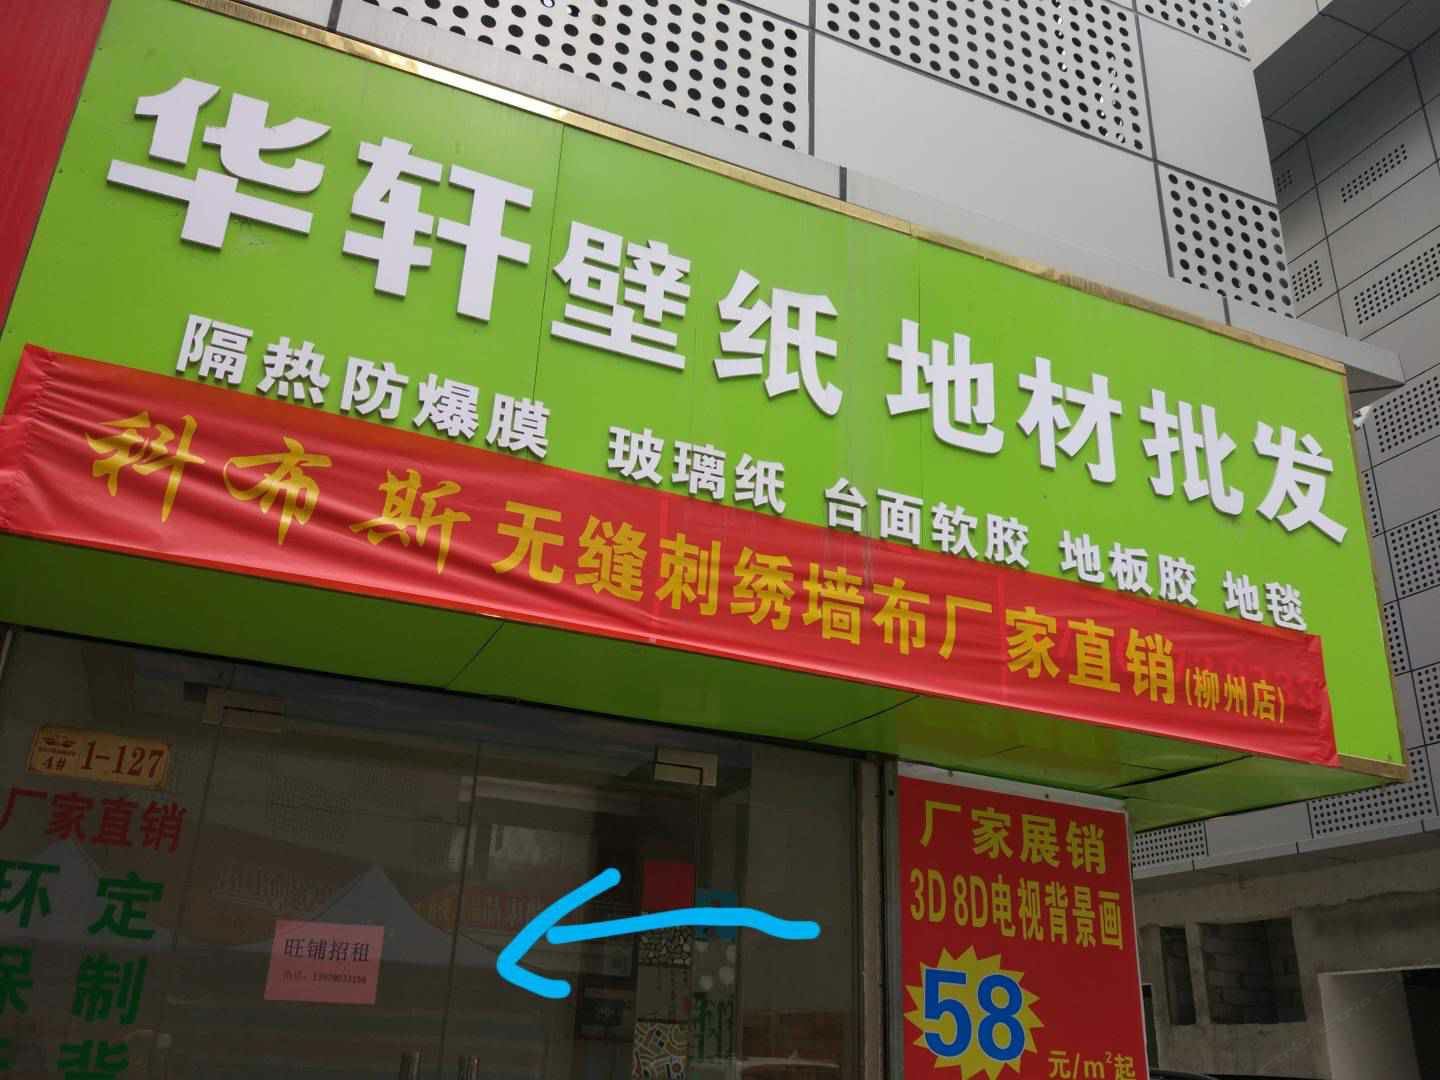 华轩壁纸 地材批发
隔热防爆膜 玻璃纸 台面软胶 地板胶 地毯
科布斯无缝刺绣墙布厂家直销(柳州店)
4# 1-127
厂家直销
环 定
保 制
背
旺铺招租
厂家展销
3D 8D电视背景画
58
元/m²起